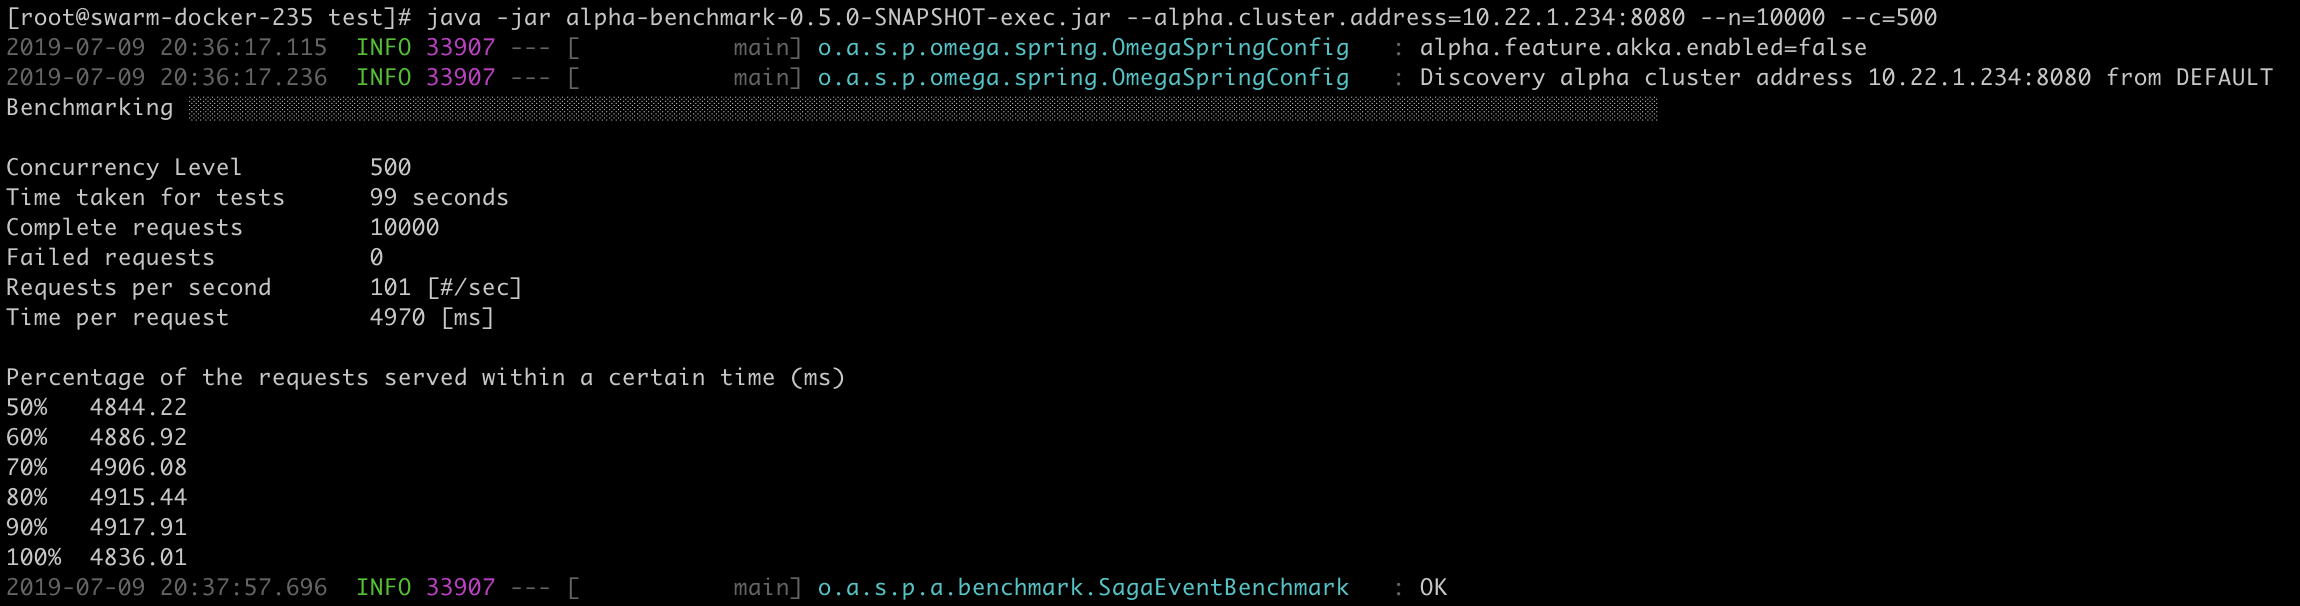 [root@swarm-docker-235 test]# java -jar alpha-benchmark-0.5.0-SNAPSHOT-exec.jar --alpha.cluster.address=10.22.1.234:8080 --n=10000 --c=500
2019-07-09 20:36:17.115  INFO 33907 --- [           main] o.a.s.p.omega.spring.OmegaSpringConfig   : alpha.feature.akka.enabled=false
2019-07-09 20:36:17.236  INFO 33907 --- [           main] o.a.s.p.omega.spring.OmegaSpringConfig   : Discovery alpha cluster address 10.22.1.234:8080 from DEFAULT
Benchmarking
Concurrency Level         500
Time taken for tests      99 seconds
Complete requests         10000
Failed requests           0
Requests per second       101 [#/sec]
Time per request          4970 [ms]
Percentage of the requests served within a certain time (ms)
50%   4844.22
60%   4886.92
70%   4906.08
80%   4915.44
90%   4917.91
100%  4836.01
2019-07-09 20:37:57.696  INFO 33907 --- [           main] o.a.s.p.a.benchmark.SagaEventBenchmark   : OK